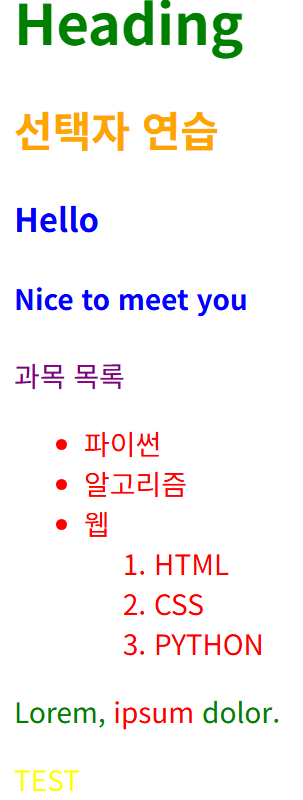 Heading
선택자 연습
Hello
Nice to meet you
과목 목록
• 파이썬
• 알고리즘
• 웹
1. HTML
2. CSS
3. PYTHON
Lorem, ipsum dolor.
TEST